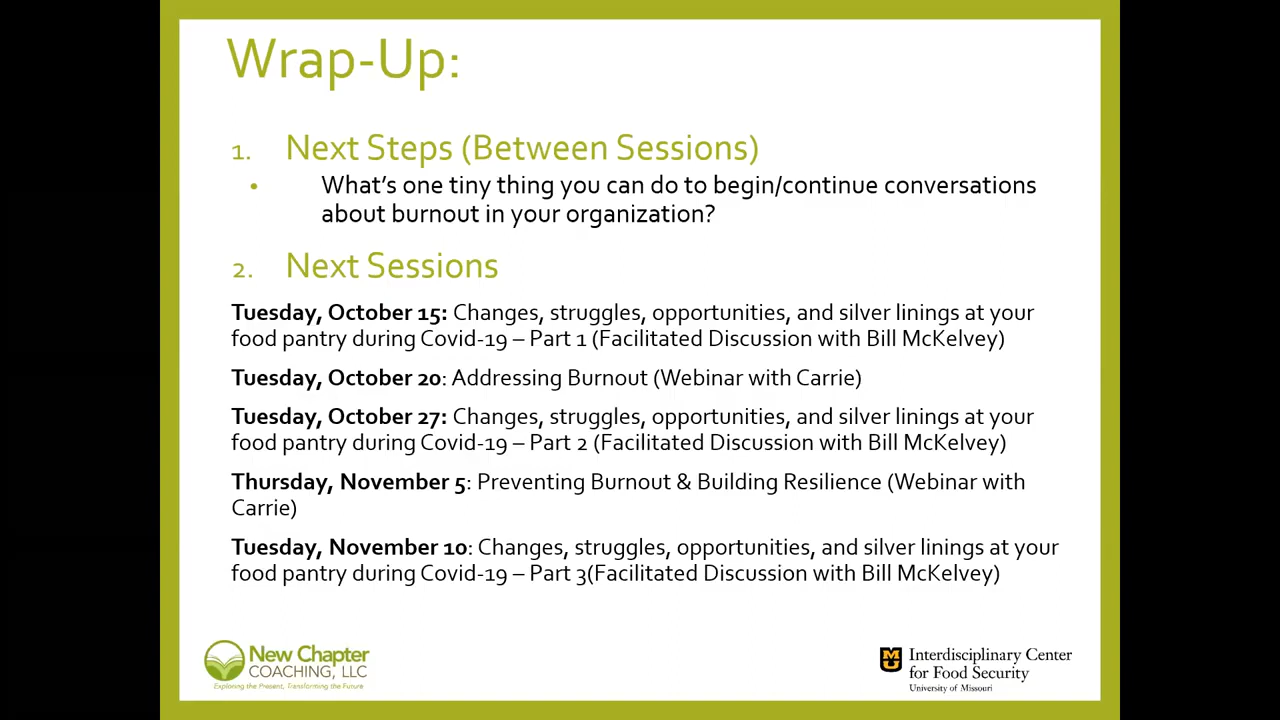 Wrap-Up:
1. Next Steps (Between Sessions)
• What's one tiny thing you can do to begin/continue conversations
about burnout in your organization?
2. Next Sessions
Tuesday, October 15: Changes, struggles, opportunities, and silver linings at your
food pantry during Covid-19 – Part 1 (Facilitated Discussion with Bill McKelvey)
Tuesday, October 20: Addressing Burnout (Webinar with Carrie)
Tuesday, October 27: Changes, struggles, opportunities, and silver linings at your
food pantry during Covid-19 – Part 2 (Facilitated Discussion with Bill McKelvey)
Thursday, November 5: Preventing Burnout & Building Resilience (Webinar with
Carrie)
Tuesday, November 10: Changes, struggles, opportunities, and silver linings at your
food pantry during Covid-19 – Part 3(Facilitated Discussion with Bill McKelvey)
New Chapter
COACHING, LLC
Exploring the Present, Transforming the Future
MU
Interdisciplinary Center
for Food Security
University of Missouri